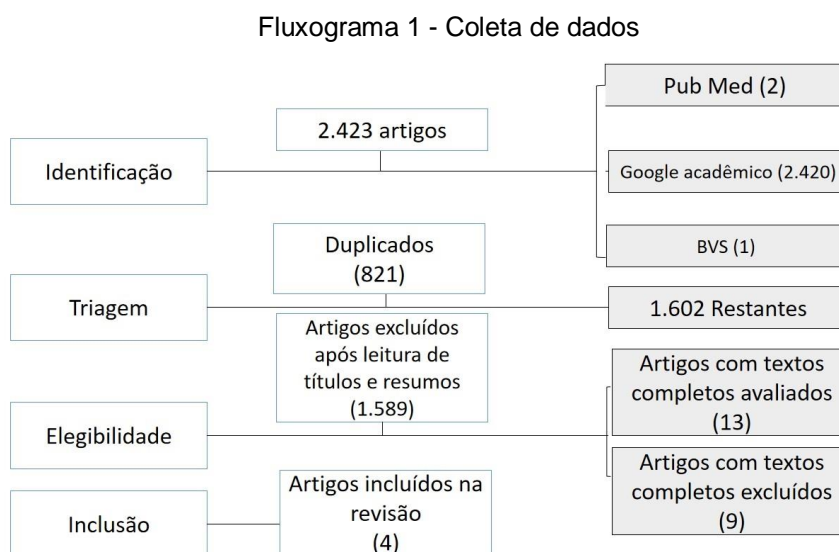 Fluxograma 1 - Coleta de dados
Pub Med (2)
2.423 artigos
Identificação
Google acadêmico (2.420)
Duplicados
(821)
BVS (1)
Triagem
1.602 Restantes
Artigos excluídos
após leitura de
títulos e resumos
(1.589)
Artigos com textos
completos avaliados
(13)
Elegibilidade
Artigos com textos
completos excluídos
(9)
Inclusão
Artigos incluídos na
revisão
(4)